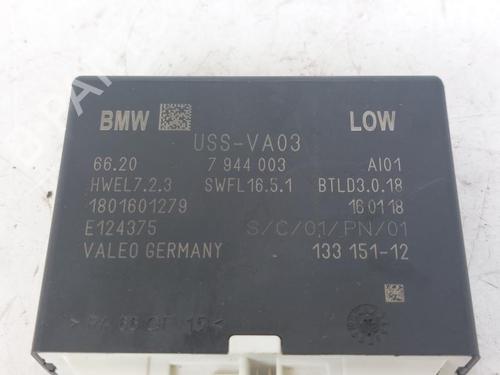 BMW LOW
USS-VA03
66.20 7 944 003 AI01
HWEL7.2.3 SWFL16.5.1 BTLD3.0.18
1801601279 160118
E124375 S/C/01/PN/01
VALEO GERMANY 133 151-12